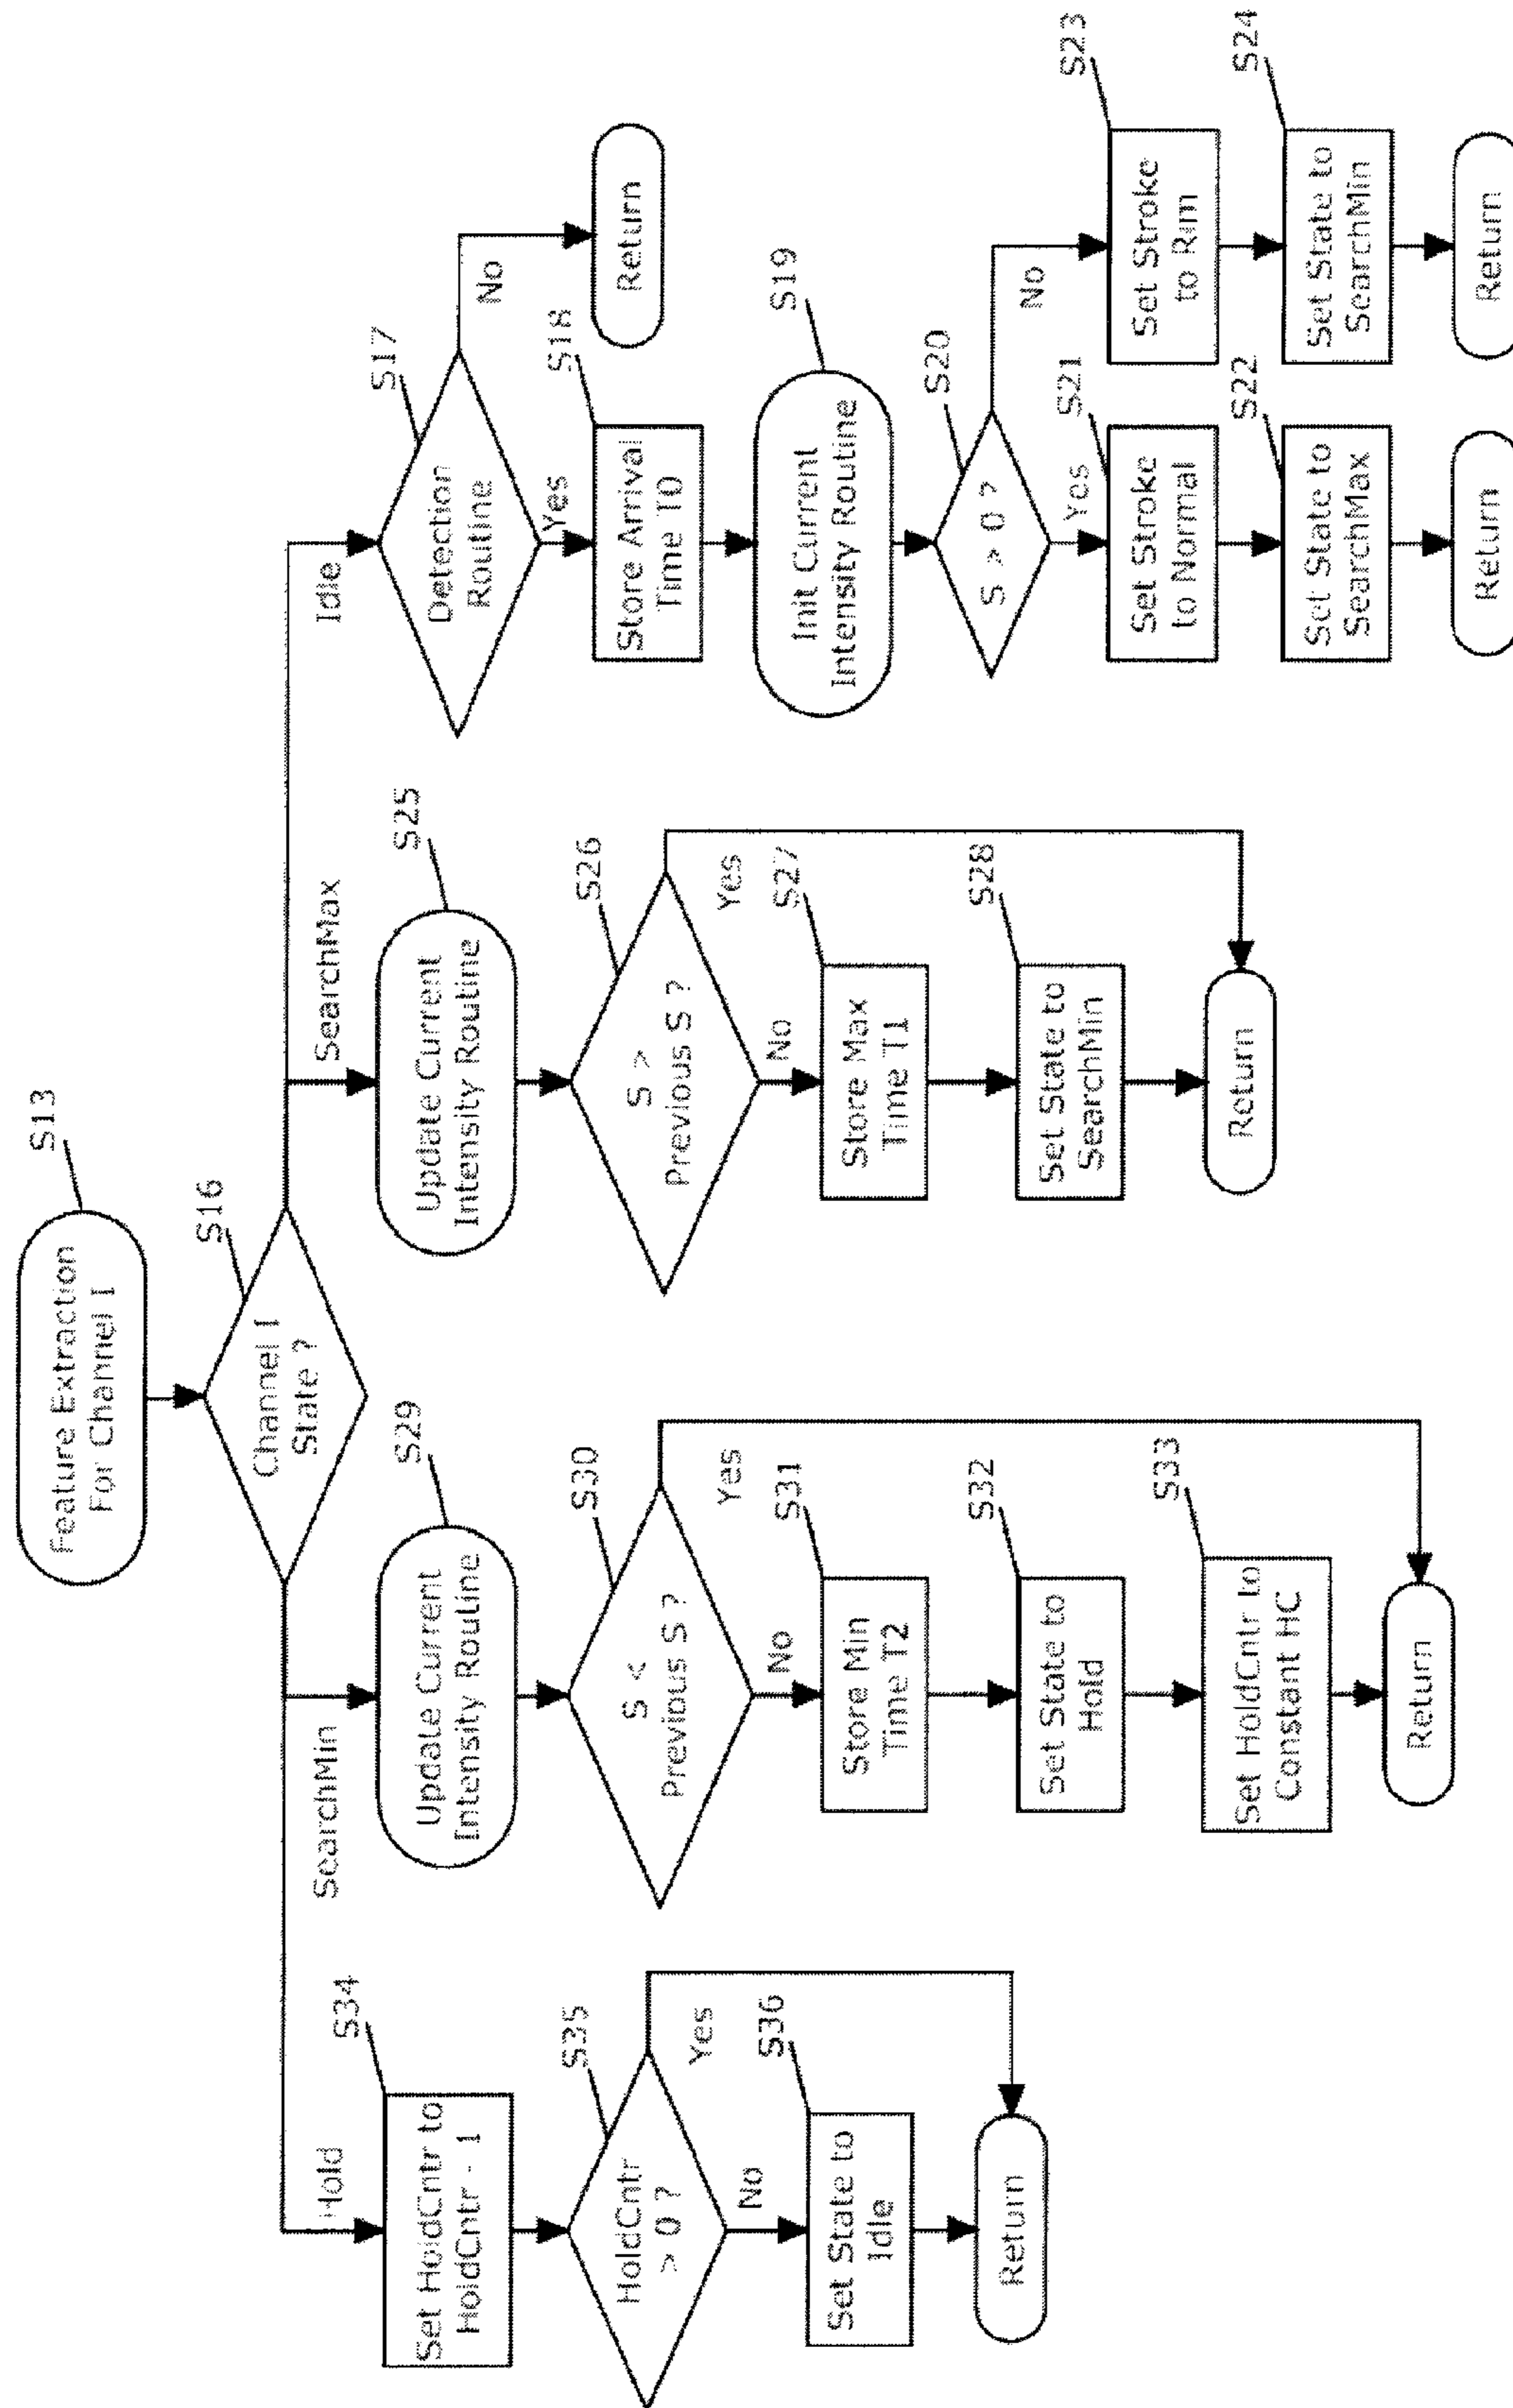 Feature Extraction
For Channel I
S13
Channel I
State ?
S16
Hold
SearchMin
SearchMax
Idle
Set HoldCntr to
HoldCntr - 1
S34
HoldCntr
> 0 ?
S35
Yes
No
Set State to
Idle
S36
Return
Update Current
Intensity Routine
S29
S <
Previous S ?
S30
Yes
No
Store Min
Time T2
S31
Set State to
Hold
S32
Set HoldCntr to
Constant HC
S33
Return
Update Current
Intensity Routine
S25
S >
Previous S ?
S26
Yes
No
Store Max
Time T1
S27
Set State to
SearchMin
S28
Return
Detection
Routine
S17
No
Return
Yes
Store Arrival
Time T0
S18
Init Current
Intensity Routine
S19
S > 0 ?
S20
Yes
No
Set Stroke
to Normal
S21
Set State to
SearchMax
S22
Return
Set Stroke
to Rim
S23
Set State to
SearchMin
S24
Return